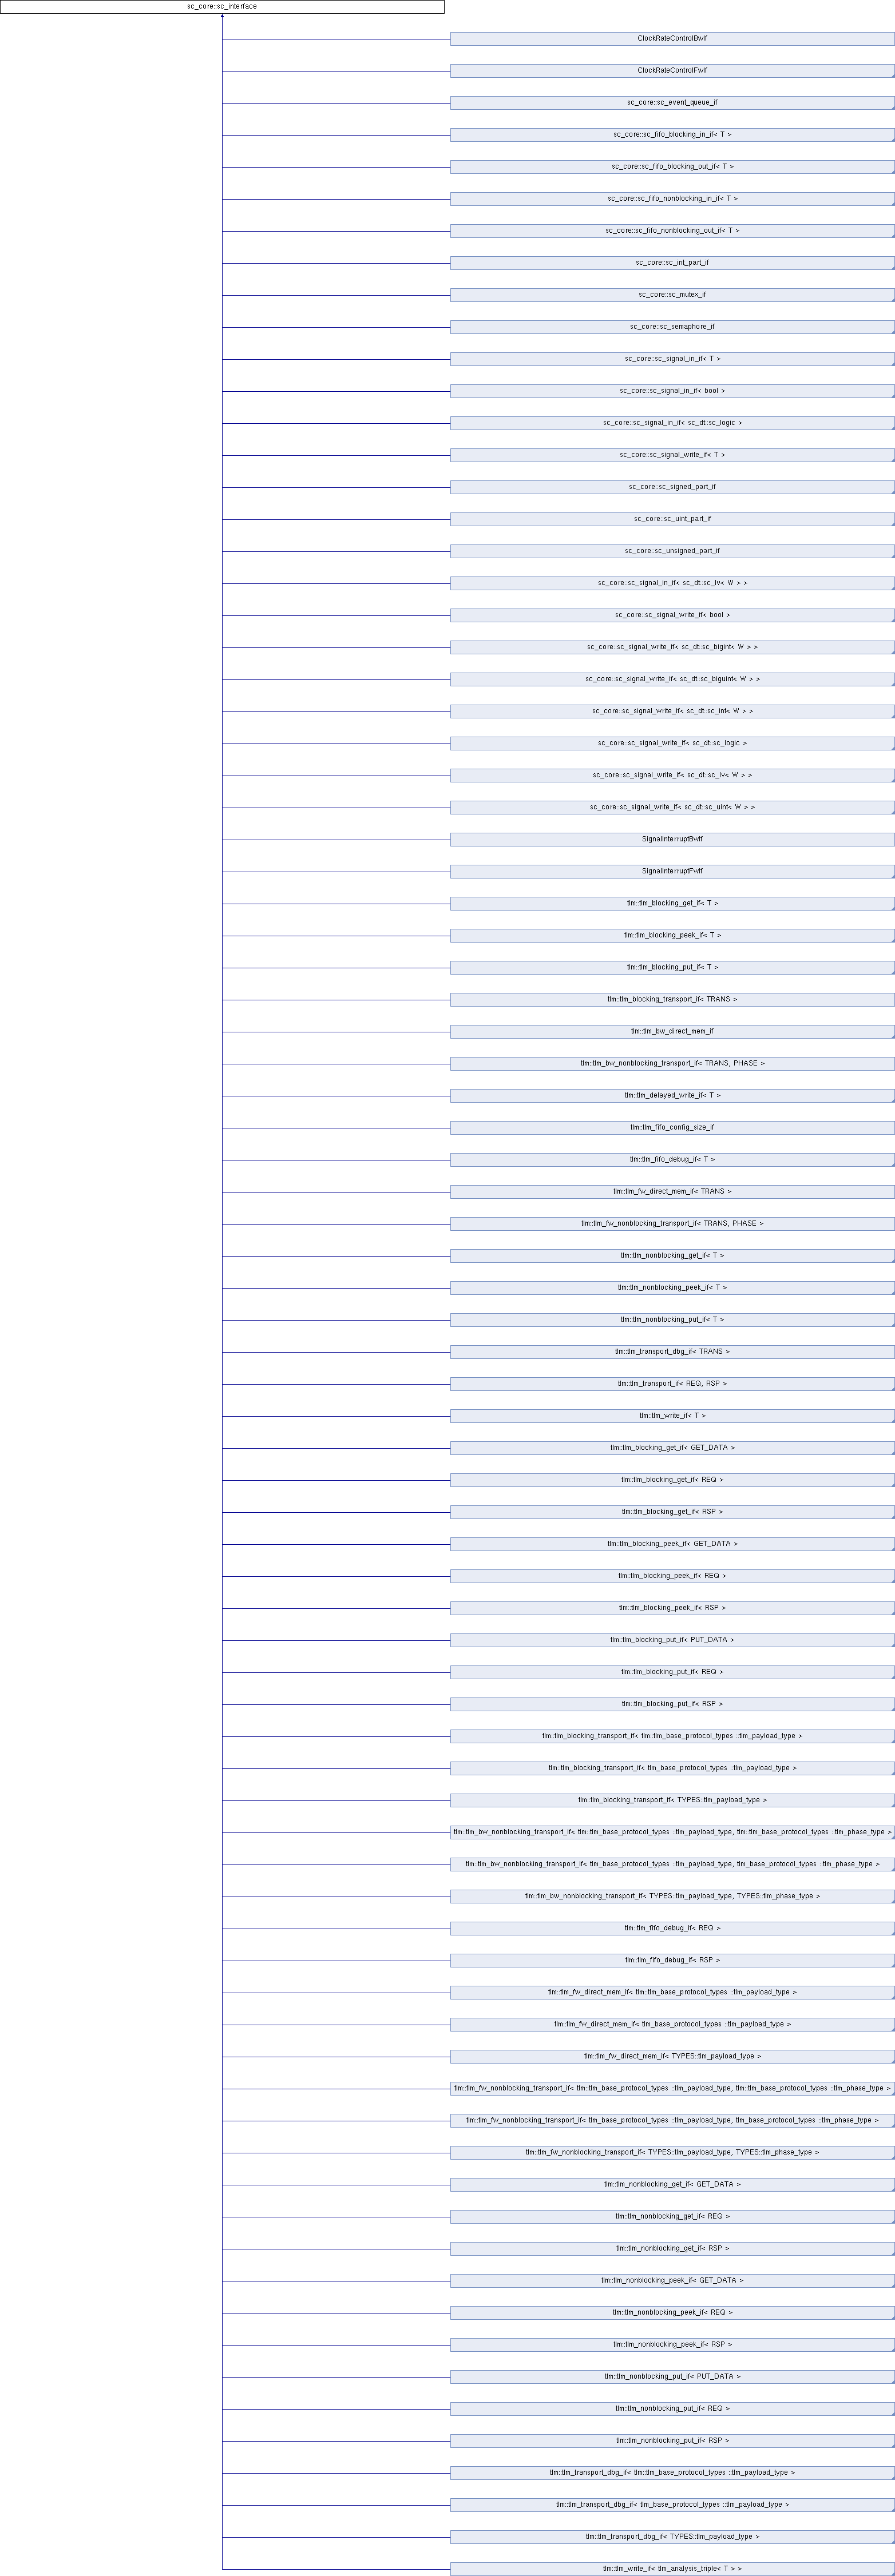 sc_core::sc_interface
ClockRateControlBwIf
ClockRateControlFwIf
sc_core::sc_event_queue_if
sc_core::sc_fifo_blocking_in_if< T >
sc_core::sc_fifo_blocking_out_if< T >
sc_core::sc_fifo_nonblocking_in_if< T >
sc_core::sc_fifo_nonblocking_out_if< T >
sc_core::sc_int_part_if
sc_core::sc_mutex_if
sc_core::sc_semaphore_if
sc_core::sc_signal_in_if< T >
sc_core::sc_signal_in_if< bool >
sc_core::sc_signal_in_if< sc_dt::sc_logic >
sc_core::sc_signal_write_if< T >
sc_core::sc_signed_part_if
sc_core::sc_uint_part_if
sc_core::sc_unsigned_part_if
sc_core::sc_signal_in_if< sc_dt::sc_lv< W > >
sc_core::sc_signal_write_if< bool >
sc_core::sc_signal_write_if< sc_dt::sc_bigint< W > >
sc_core::sc_signal_write_if< sc_dt::sc_biguint< W > >
sc_core::sc_signal_write_if< sc_dt::sc_int< W > >
sc_core::sc_signal_write_if< sc_dt::sc_logic >
sc_core::sc_signal_write_if< sc_dt::sc_lv< W > >
sc_core::sc_signal_write_if< sc_dt::sc_uint< W > >
SignalInterruptBwIf
SignalInterruptFwIf
tlm::tlm_blocking_get_if< T >
tlm::tlm_blocking_peek_if< T >
tlm::tlm_blocking_put_if< T >
tlm::tlm_blocking_transport_if< TRANS >
tlm::tlm_bw_direct_mem_if
tlm::tlm_bw_nonblocking_transport_if< TRANS, PHASE >
tlm::tlm_delayed_write_if< T >
tlm::tlm_fifo_config_size_if
tlm::tlm_fifo_debug_if< T >
tlm::tlm_fw_direct_mem_if< TRANS >
tlm::tlm_fw_nonblocking_transport_if< TRANS, PHASE >
tlm::tlm_nonblocking_get_if< T >
tlm::tlm_nonblocking_peek_if< T >
tlm::tlm_nonblocking_put_if< T >
tlm::tlm_transport_dbg_if< TRANS >
tlm::tlm_transport_if< REQ, RSP >
tlm::tlm_write_if< T >
tlm::tlm_blocking_get_if< GET_DATA >
tlm::tlm_blocking_get_if< REQ >
tlm::tlm_blocking_get_if< RSP >
tlm::tlm_blocking_peek_if< GET_DATA >
tlm::tlm_blocking_peek_if< REQ >
tlm::tlm_blocking_peek_if< RSP >
tlm::tlm_blocking_put_if< PUT_DATA >
tlm::tlm_blocking_put_if< REQ >
tlm::tlm_blocking_put_if< RSP >
tlm::tlm_blocking_transport_if< tlm::tlm_base_protocol_types ::tlm_payload_type >
tlm::tlm_blocking_transport_if< tlm_base_protocol_types ::tlm_payload_type >
tlm::tlm_blocking_transport_if< TYPES::tlm_payload_type >
tlm::tlm_bw_nonblocking_transport_if< tlm::tlm_base_protocol_types ::tlm_payload_type, tlm::tlm_base_protocol_types ::tlm_phase_type >
tlm::tlm_bw_nonblocking_transport_if< tlm_base_protocol_types ::tlm_payload_type, tlm_base_protocol_types ::tlm_phase_type >
tlm::tlm_bw_nonblocking_transport_if< TYPES::tlm_payload_type, TYPES::tlm_phase_type >
tlm::tlm_fifo_debug_if< REQ >
tlm::tlm_fifo_debug_if< RSP >
tlm::tlm_fw_direct_mem_if< tlm::tlm_base_protocol_types ::tlm_payload_type >
tlm::tlm_fw_direct_mem_if< tlm_base_protocol_types ::tlm_payload_type >
tlm::tlm_fw_direct_mem_if< TYPES::tlm_payload_type >
tlm::tlm_fw_nonblocking_transport_if< tlm::tlm_base_protocol_types ::tlm_payload_type, tlm::tlm_base_protocol_types ::tlm_phase_type >
tlm::tlm_fw_nonblocking_transport_if< tlm_base_protocol_types ::tlm_payload_type, tlm_base_protocol_types ::tlm_phase_type >
tlm::tlm_fw_nonblocking_transport_if< TYPES::tlm_payload_type, TYPES::tlm_phase_type >
tlm::tlm_nonblocking_get_if< GET_DATA >
tlm::tlm_nonblocking_get_if< REQ >
tlm::tlm_nonblocking_get_if< RSP >
tlm::tlm_nonblocking_peek_if< GET_DATA >
tlm::tlm_nonblocking_peek_if< REQ >
tlm::tlm_nonblocking_peek_if< RSP >
tlm::tlm_nonblocking_put_if< PUT_DATA >
tlm::tlm_nonblocking_put_if< REQ >
tlm::tlm_nonblocking_put_if< RSP >
tlm::tlm_transport_dbg_if< tlm::tlm_base_protocol_types ::tlm_payload_type >
tlm::tlm_transport_dbg_if< tlm_base_protocol_types ::tlm_payload_type >
tlm::tlm_transport_dbg_if< TYPES::tlm_payload_type >
tlm::tlm_write_if< tlm_analysis_triple< T > >